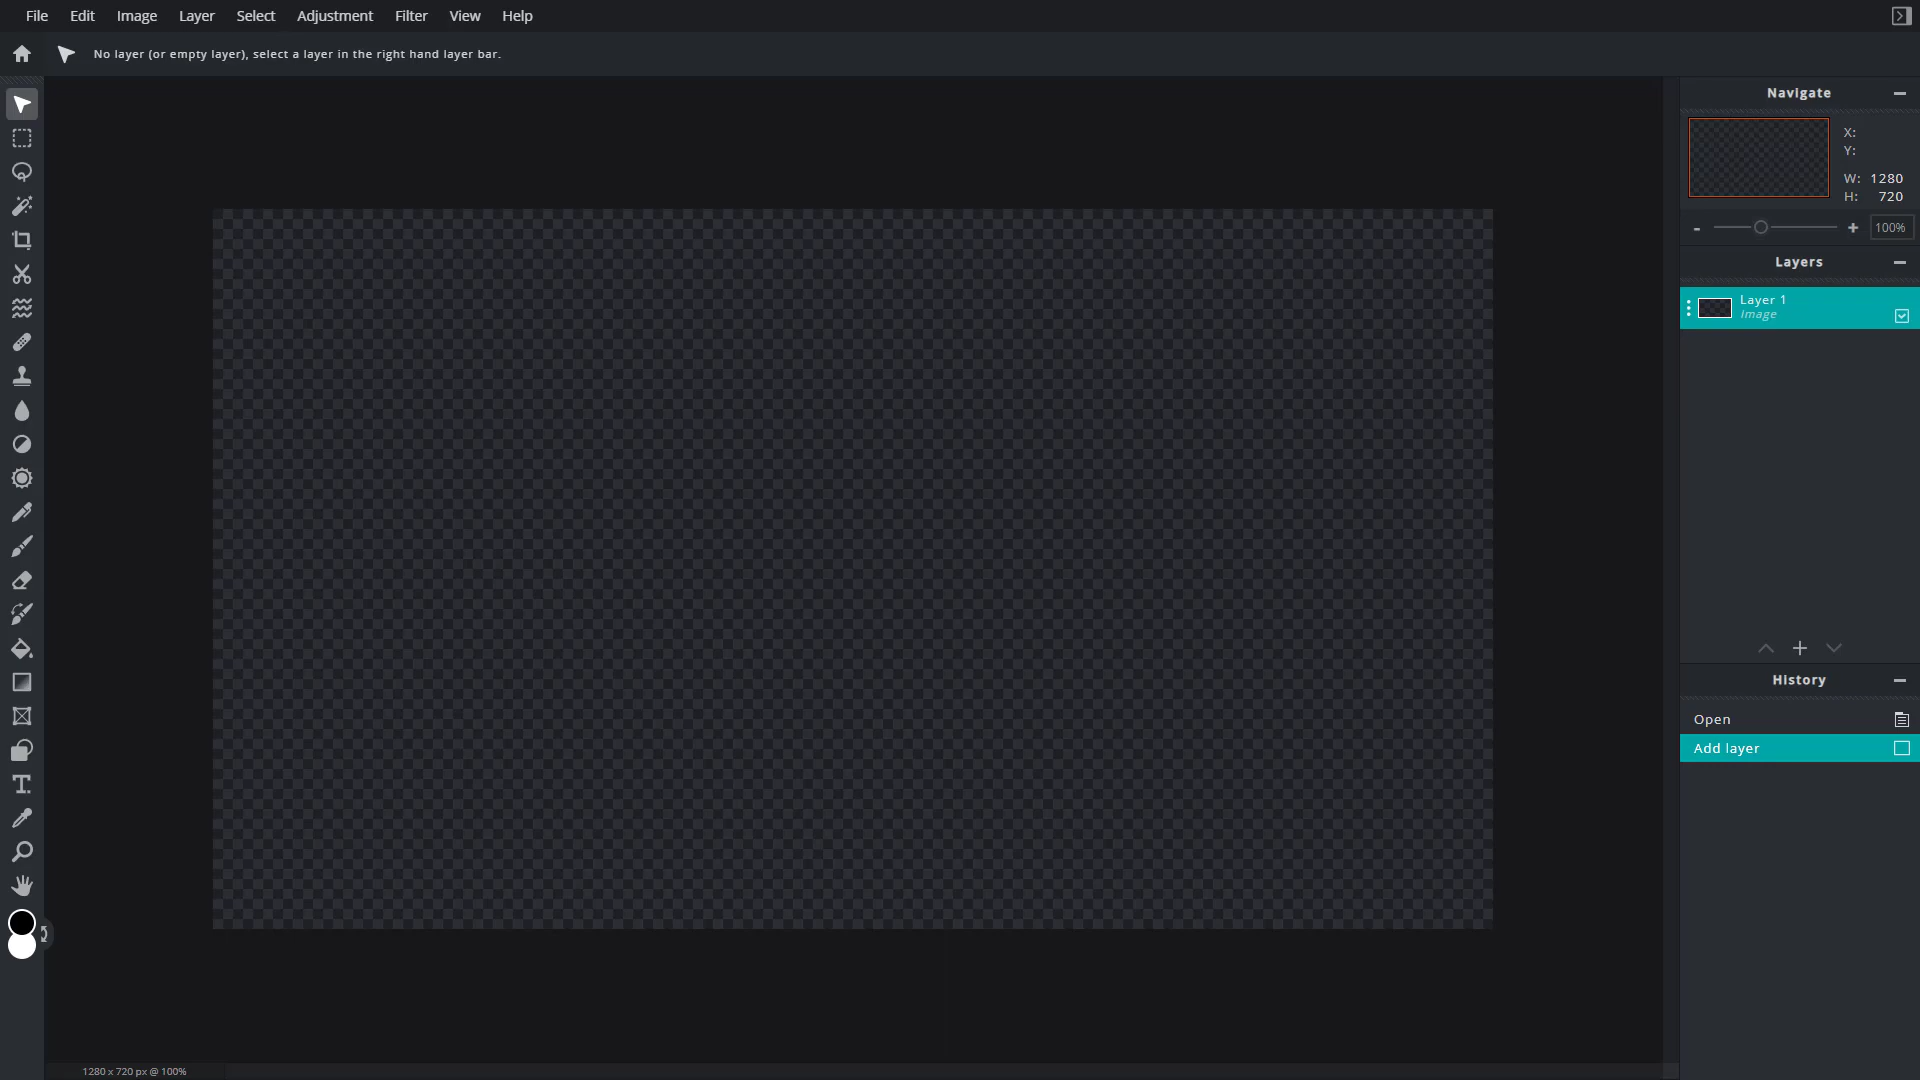 File Edit Image Layer Select Adjustment Filter View Help
No layer (or empty layer), select a layer in the right hand layer bar.
Navigate
X:
Y:
W: 1280
H: 720
- + 100%
Layers
Layer 1
Image
History
Open
Add layer
1280 x 720 px @ 100%